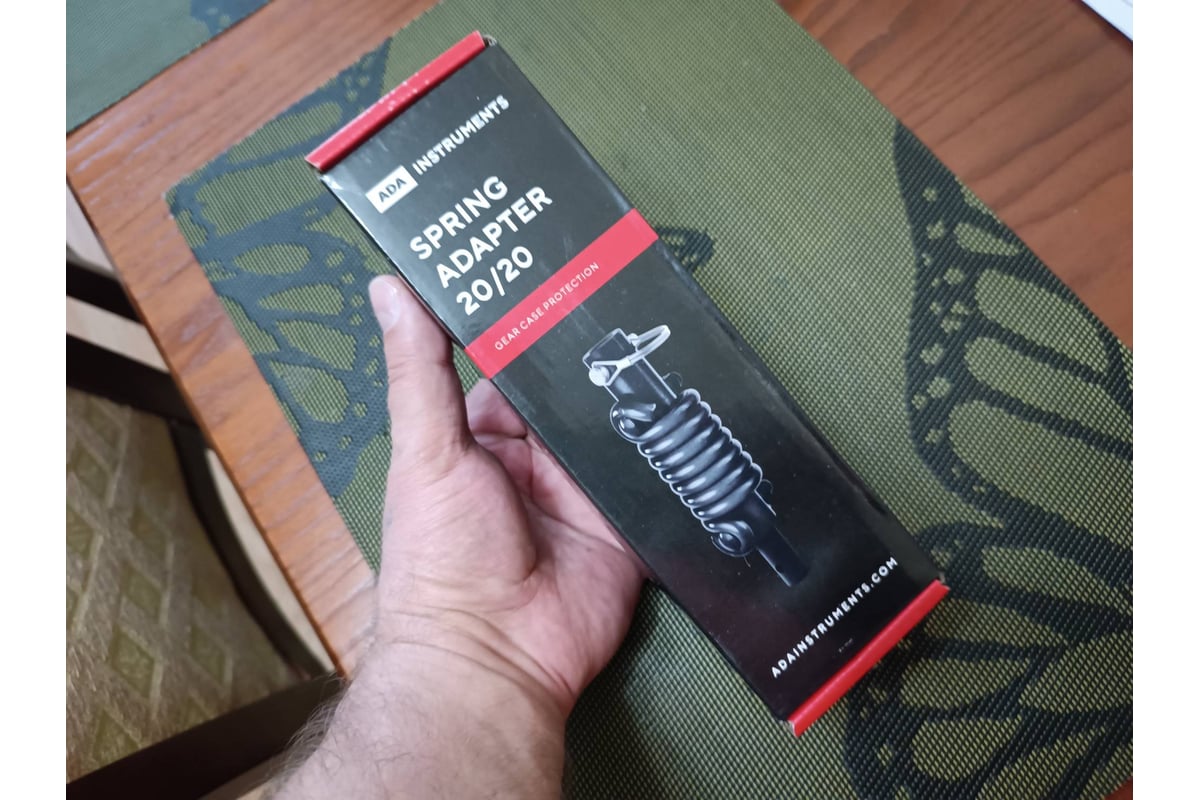 ADA INSTRUMENTS
SPRING
ADAPTER
20/20
GEAR CASE PROTECTION
ADAINSTRUMENTS.COM